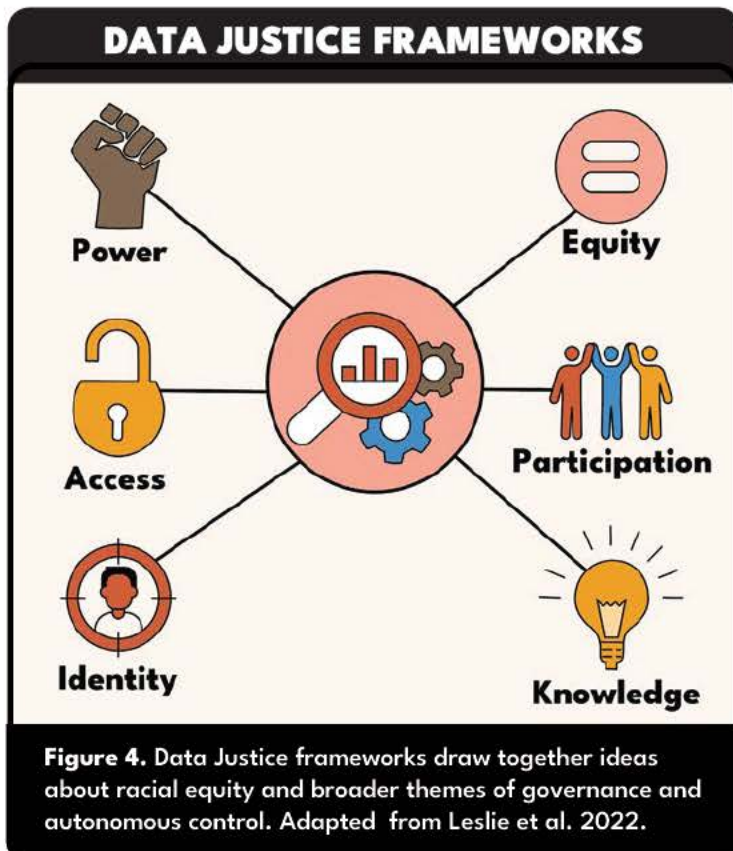 DATA JUSTICE FRAMEWORKS
Power
Equity
Access
Participation
Identity
Knowledge
Figure 4. Data Justice frameworks draw together ideas
about racial equity and broader themes of governance and
autonomous control. Adapted from Leslie et al. 2022.